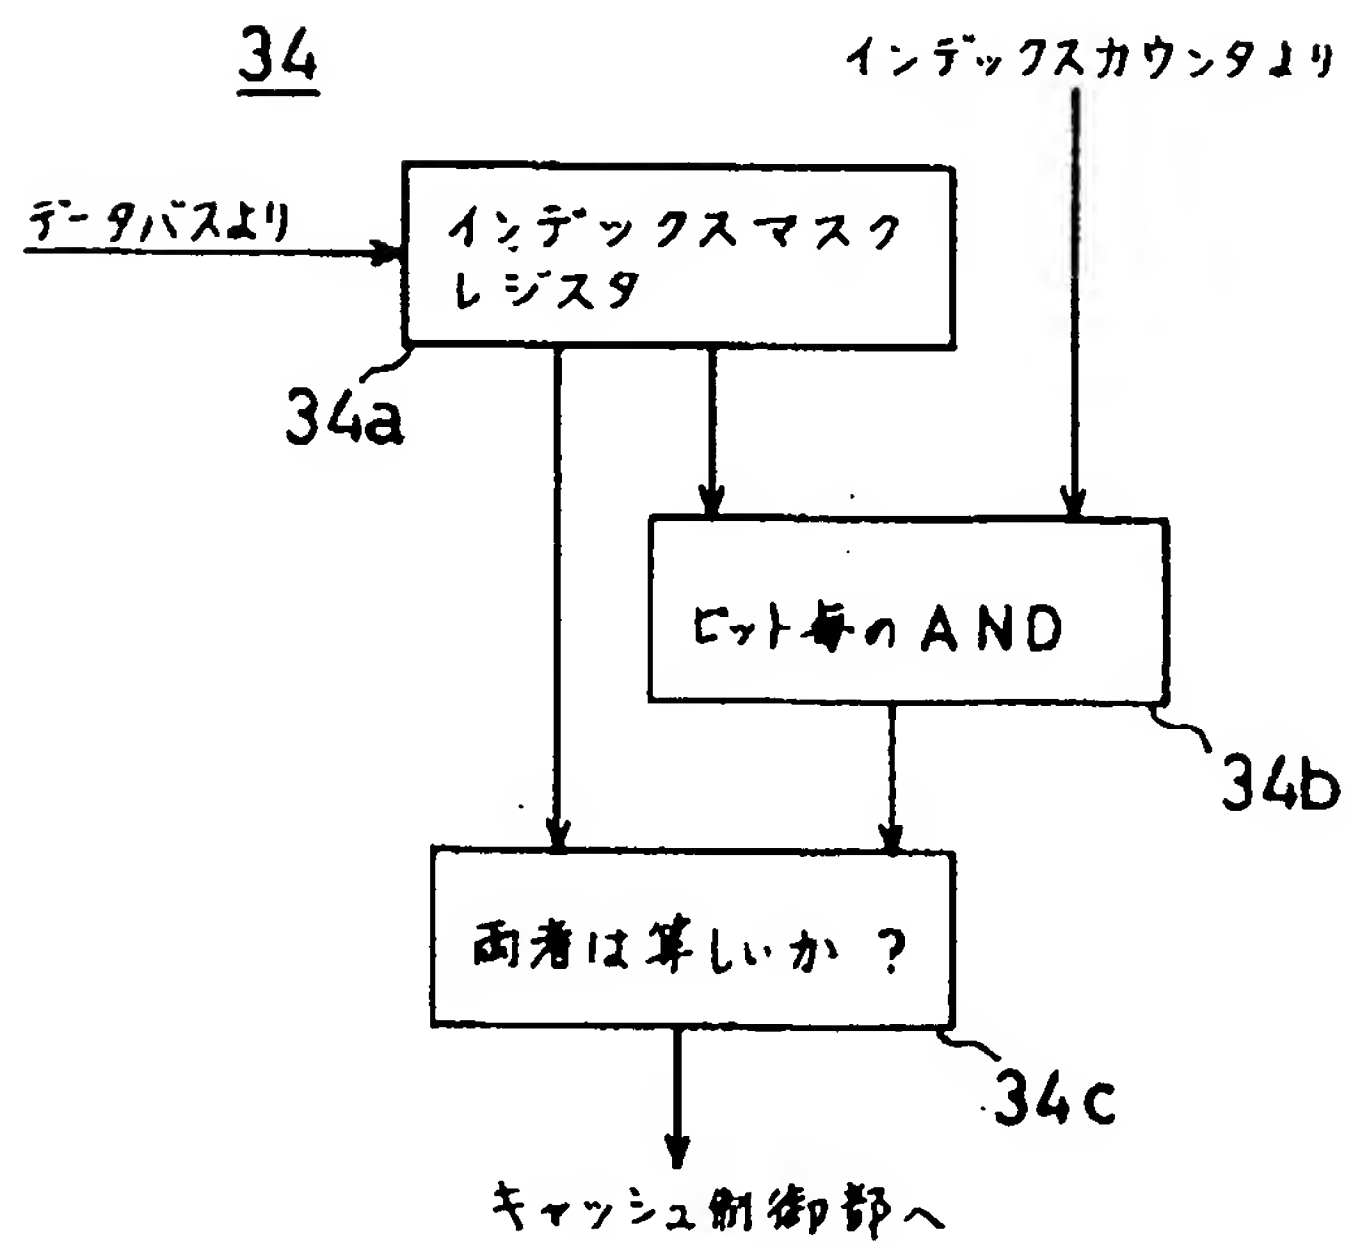 34
インデックスカウンタより
データバスより
インデックスマスク
レジスタ
34a
ビット毎のAND
34b
両者は等しいか?
34c
キャッシュ制御部へ